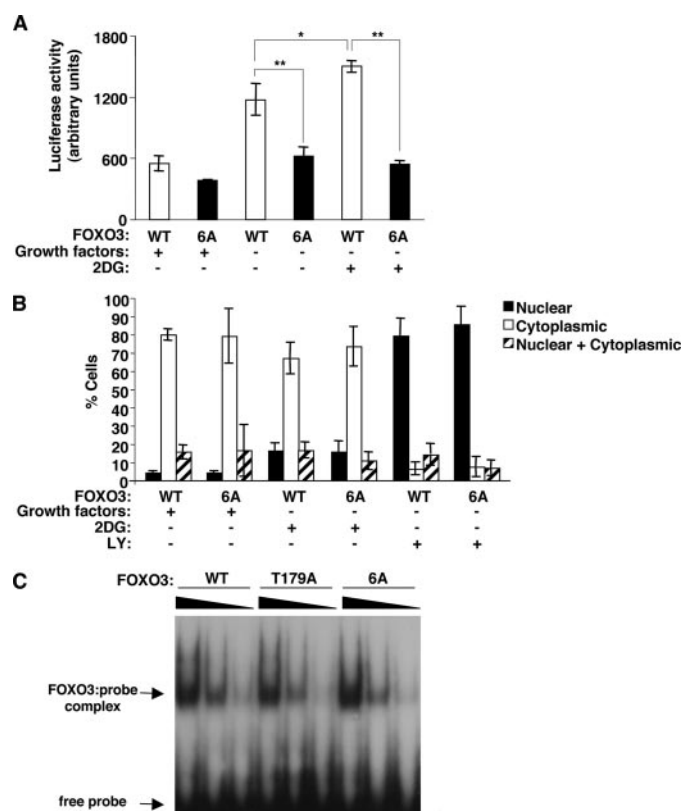 A
Luciferase activity
(arbitrary units)
1800
1200
600
0
*
**
**
FOXO3: WT 6A WT 6A WT 6A
Growth factors: + + - - - -
2DG: - - - - + +
B
% Cells
100
90
80
70
60
50
40
30
20
10
0
Nuclear
Cytoplasmic
Nuclear + Cytoplasmic
FOXO3: WT 6A WT 6A WT 6A
Growth factors: + + - - - -
2DG: - - + + - -
LY: - - - - + +
C
FOXO3: WT T179A 6A
FOXO3:probe
complex
free probe